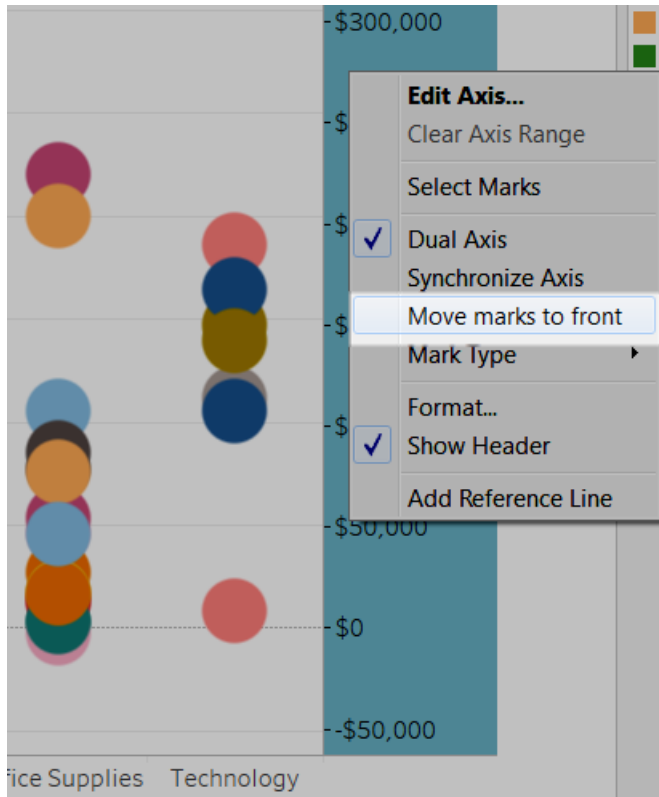 $300,000
Edit Axis...
$
Clear Axis Range
Select Marks
$
Dual Axis
Synchronize Axis
$
Move marks to front
Mark Type
Format...
$
Show Header
Add Reference Line
$50,000
$0
-$50,000
fice Supplies Technology